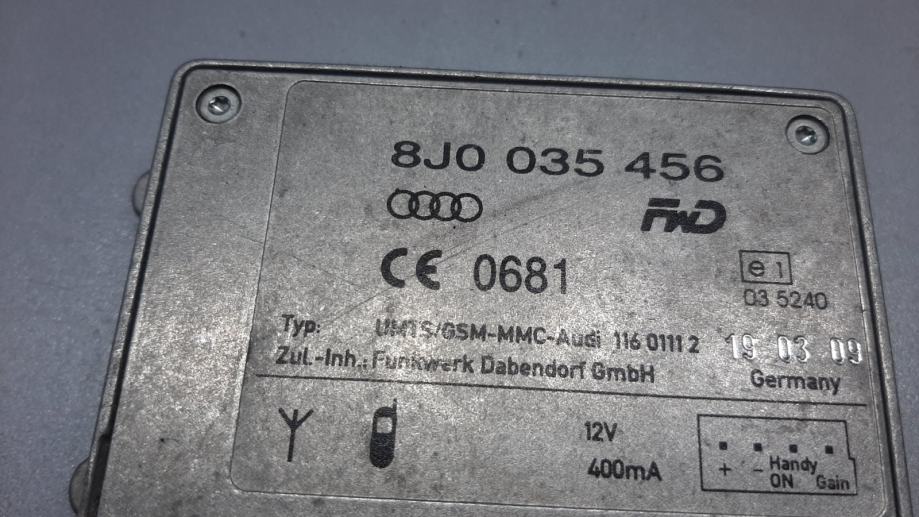 8J0 035 456
FWD
CE 0681
e 1
03 5240
Typ: UMTS/GSM-MMC-Audi 116 0111 2
19 03 09
Zul.-Inh.: Funkwerk Dabendorf GmbH
Germany
12V
400mA
+ - Handy ON Gain